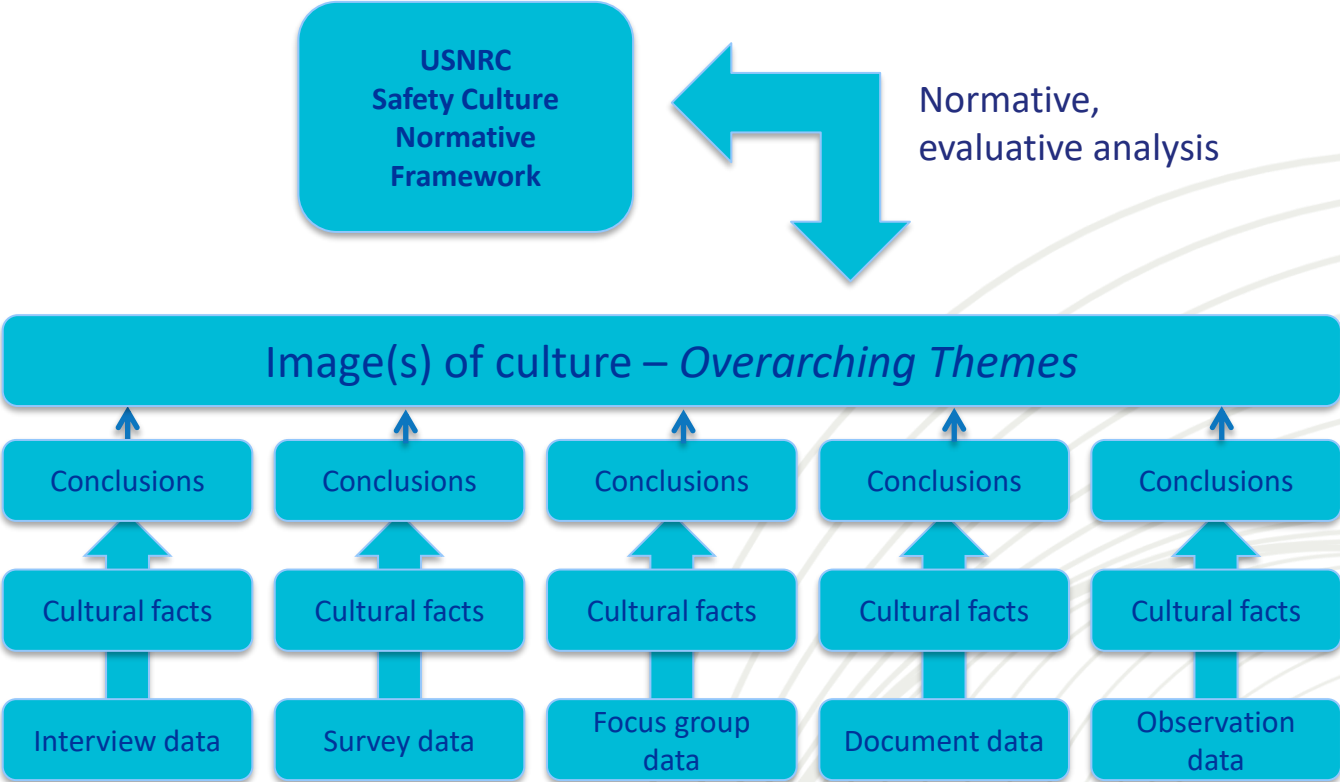 USNRC
Safety Culture
Normative
Framework
Normative,
evaluative analysis
Image(s) of culture – Overarching Themes
Conclusions
Conclusions
Conclusions
Conclusions
Conclusions
Cultural facts
Cultural facts
Cultural facts
Cultural facts
Cultural facts
Interview data
Survey data
Focus group
data
Document data
Observation
data